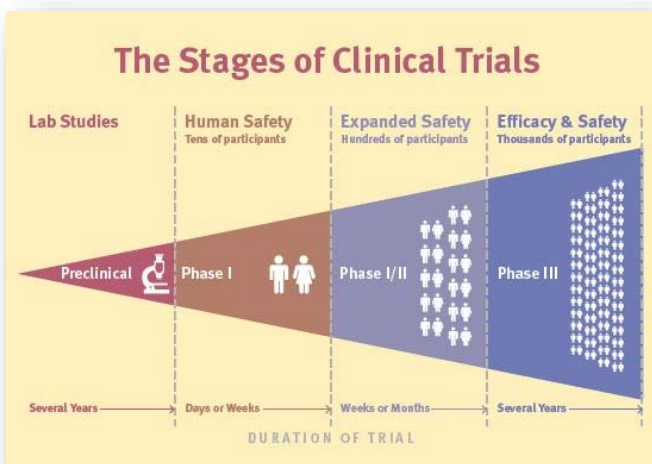 The Stages of Clinical Trials
Lab Studies
Human Safety
Tens of participants
Expanded Safety
Hundreds of participants
Efficacy & Safety
Thousands of participants
Preclinical
Phase I
Phase I/II
Phase III
Several Years
Days or Weeks
Weeks or Months
Several Years
DURATION OF TRIAL